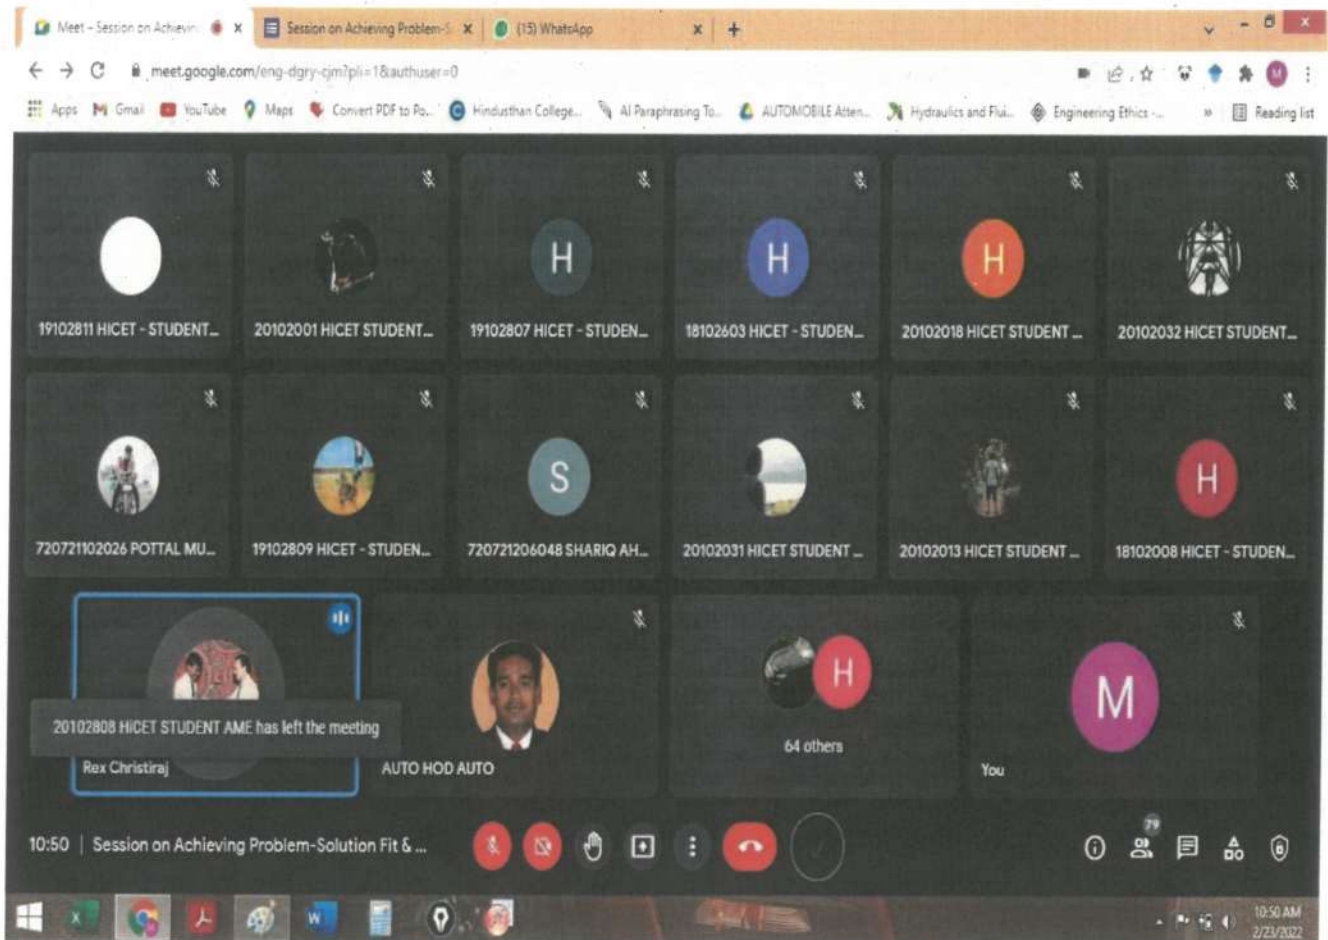 Meet – Session on Achievin
Session on Achieving Problem-S
(15) WhatsApp
meet.google.com/eng-dgry-cjm?pli=1&authuser=0
M
Apps
Gmail
YouTube
Maps
Convert PDF to Po...
Hindusthan College...
AI Paraphrasing To...
AUTOMOBILE Atten...
Hydraulics and Flui...
Engineering Ethics -...
»
Reading list
H
H
H
19102811 HICET - STUDENT...
20102001 HICET STUDENT...
19102807 HICET - STUDEN...
18102603 HICET - STUDEN...
20102018 HICET STUDENT ...
20102032 HICET STUDENT...
S
H
720721102026 POTTAL MU...
19102809 HICET - STUDEN...
720721206048 SHARIQ AH...
20102031 HICET STUDENT ...
20102013 HICET STUDENT ...
18102008 HICET - STUDEN...
H
M
20102808 HiCET STUDENT AME has left the meeting
64 others
Rex Christiraj
AUTO HOD AUTO
You
10:50 | Session on Achieving Problem-Solution Fit & ...
79
10:50 AM
2/23/2022